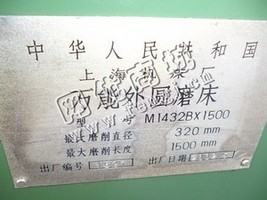 中华人民共和国
上海机床厂
万能外圆磨床
型号 M1432BX1500
最大磨削直径 320 mm
最大磨削长度 1500 mm
出厂编号 出厂日期